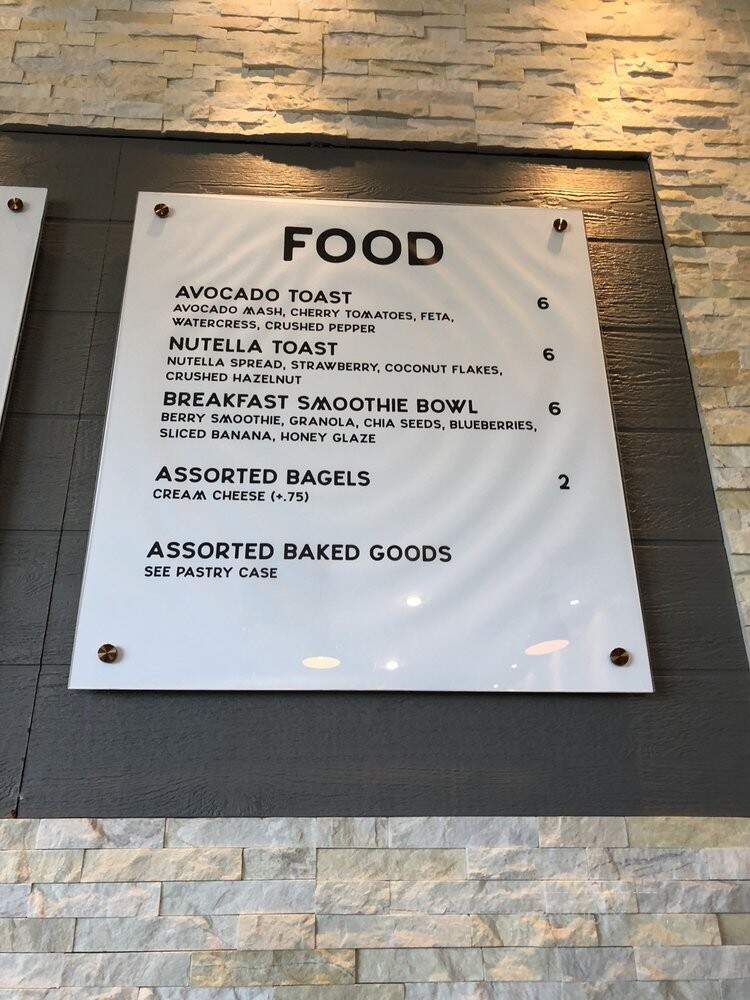 FOOD
AVOCADO TOAST 6
AVOCADO MASH, CHERRY TOMATOES, FETA,
WATERCRESS, CRUSHED PEPPER
NUTELLA TOAST 6
NUTELLA SPREAD, STRAWBERRY, COCONUT FLAKES,
CRUSHED HAZELNUT
BREAKFAST SMOOTHIE BOWL 6
BERRY SMOOTHIE, GRANOLA, CHIA SEEDS, BLUEBERRIES,
SLICED BANANA, HONEY GLAZE
ASSORTED BAGELS 2
CREAM CHEESE (+.75)
ASSORTED BAKED GOODS
SEE PASTRY CASE